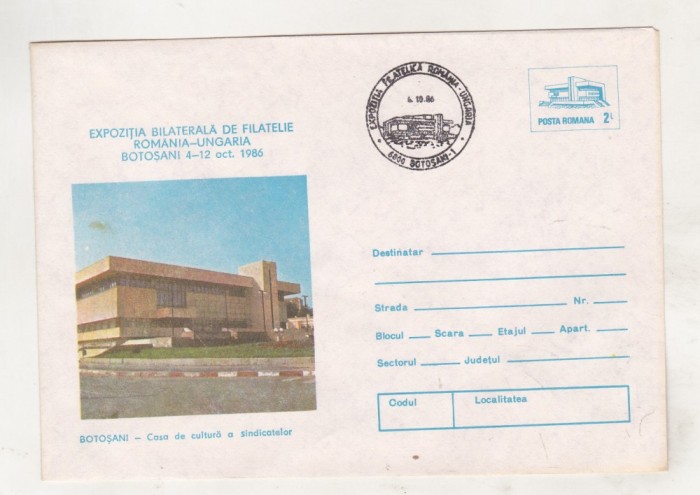 EXPOZIȚIA BILATERALĂ DE FILATELIE
ROMÂNIA-UNGARIA
BOTOȘANI 4-12 oct. 1986
EXPOZIȚIA FILATELICĂ ROMÂNIA-UNGARIA
6.10.86
6800 BOTOȘANI-1
POSTA ROMANA 2L
Destinatar
Strada Nr.
Blocul Scara Etajul Apart.
Sectorul Județul
Codul Localitatea
BOTOȘANI – Casa de cultură a sindicatelor